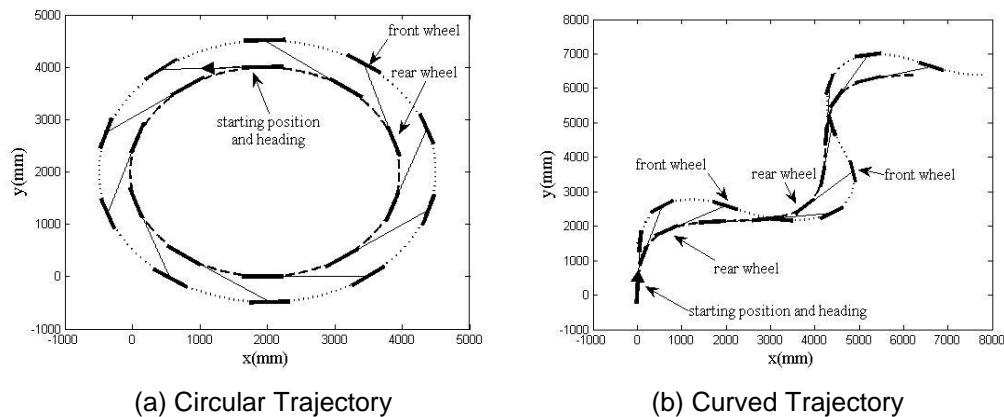 5000
4000
3000
2000
1000
0
-1000
-1000
0
1000
2000
3000
4000
5000
y(mm)
x(mm)
front wheel
rear wheel
starting position
and heading
(a) Circular Trajectory
8000
7000
6000
5000
4000
3000
2000
1000
0
-1000
-1000
0
1000
2000
3000
4000
5000
6000
7000
8000
y(mm)
x(mm)
front wheel
rear wheel
front wheel
rear wheel
starting position and heading
(b) Curved Trajectory